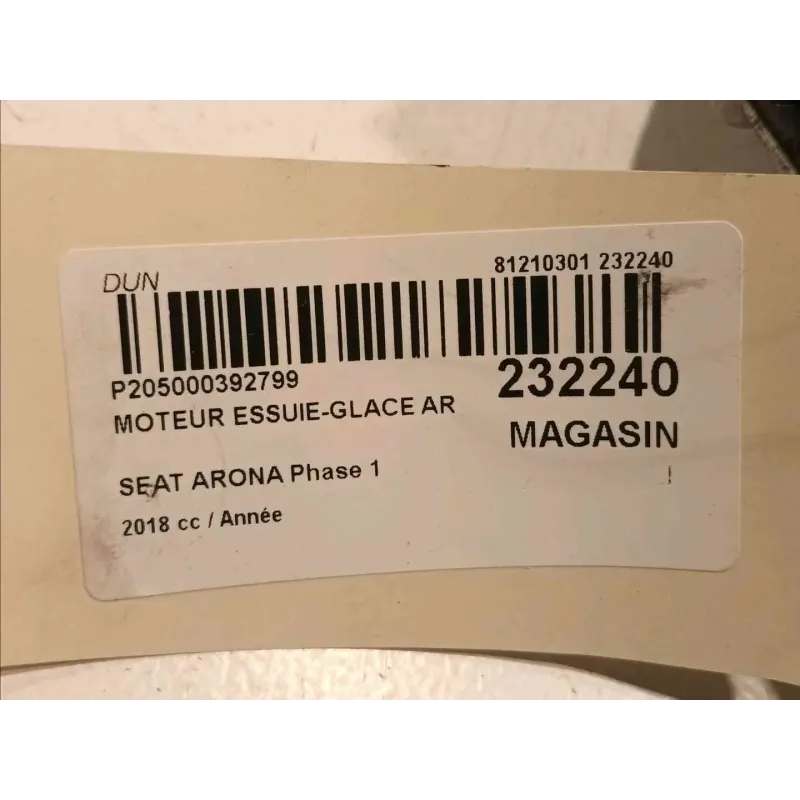 DUN
81210301 232240
P205000392799
232240
MOTEUR ESSUIE-GLACE AR
MAGASIN
SEAT ARONA Phase 1
2018 cc / Année